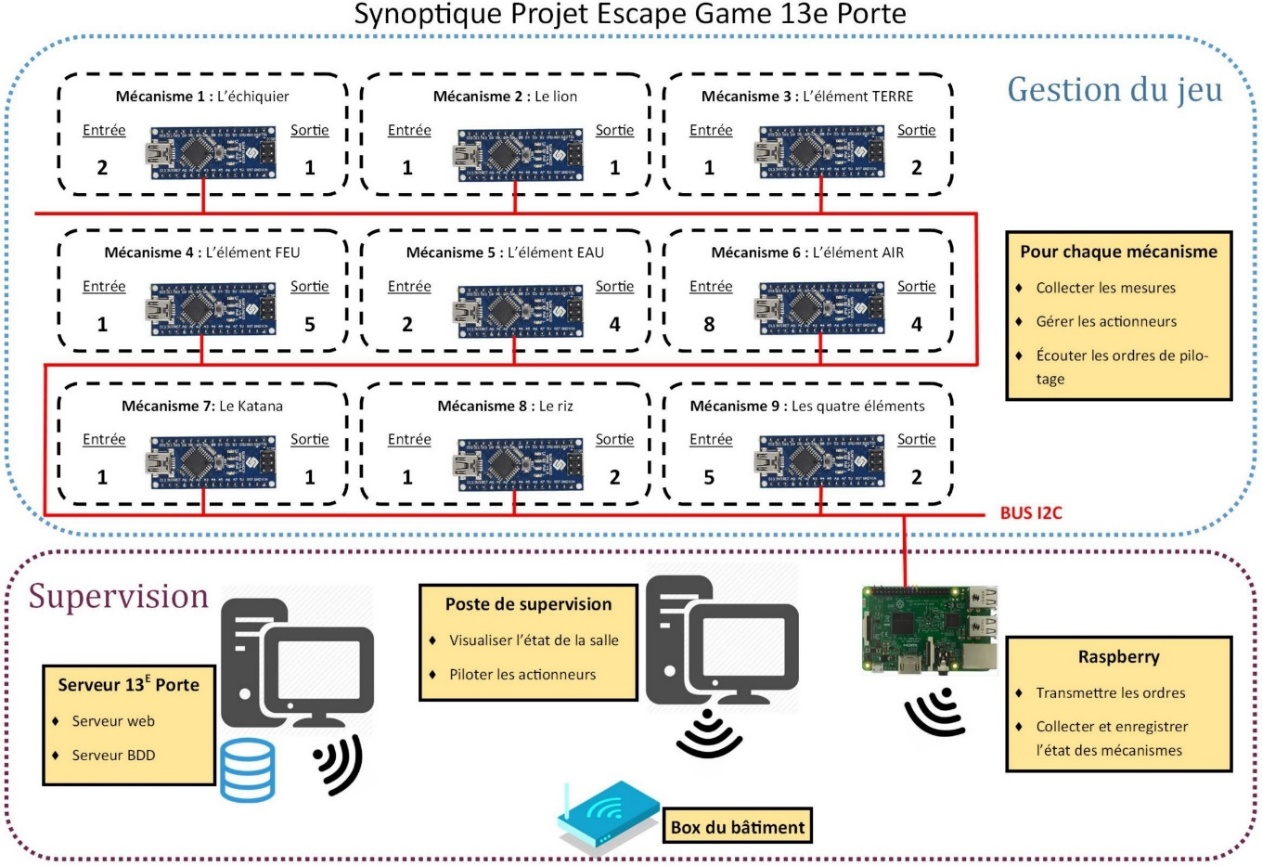 Synoptique Projet Escape Game 13e Porte
Gestion du jeu
Mécanisme 1 : L'échiquier
Entrée
Sortie
2
1
Mécanisme 2 : Le lion
Entrée
Sortie
1
1
Mécanisme 3 : L'élément TERRE
Entrée
Sortie
1
2
Mécanisme 4 : L'élément FEU
Entrée
Sortie
1
5
Mécanisme 5 : L'élément EAU
Entrée
Sortie
2
4
Mécanisme 6 : L'élément AIR
Entrée
Sortie
8
4
Pour chaque mécanisme
♦ Collecter les mesures
♦ Gérer les actionneurs
♦ Écouter les ordres de pilo-
tage
Mécanisme 7: Le Katana
Entrée
Sortie
1
1
Mécanisme 8 : Le riz
Entrée
Sortie
1
2
Mécanisme 9 : Les quatre éléments
Entrée
Sortie
5
2
BUS I2C
Supervision
Serveur 13E Porte
♦ Serveur web
♦ Serveur BDD
Poste de supervision
♦ Visualiser l'état de la salle
♦ Piloter les actionneurs
Raspberry
♦ Transmettre les ordres
♦ Collecter et enregistrer
l'état des mécanismes
Box du bâtiment